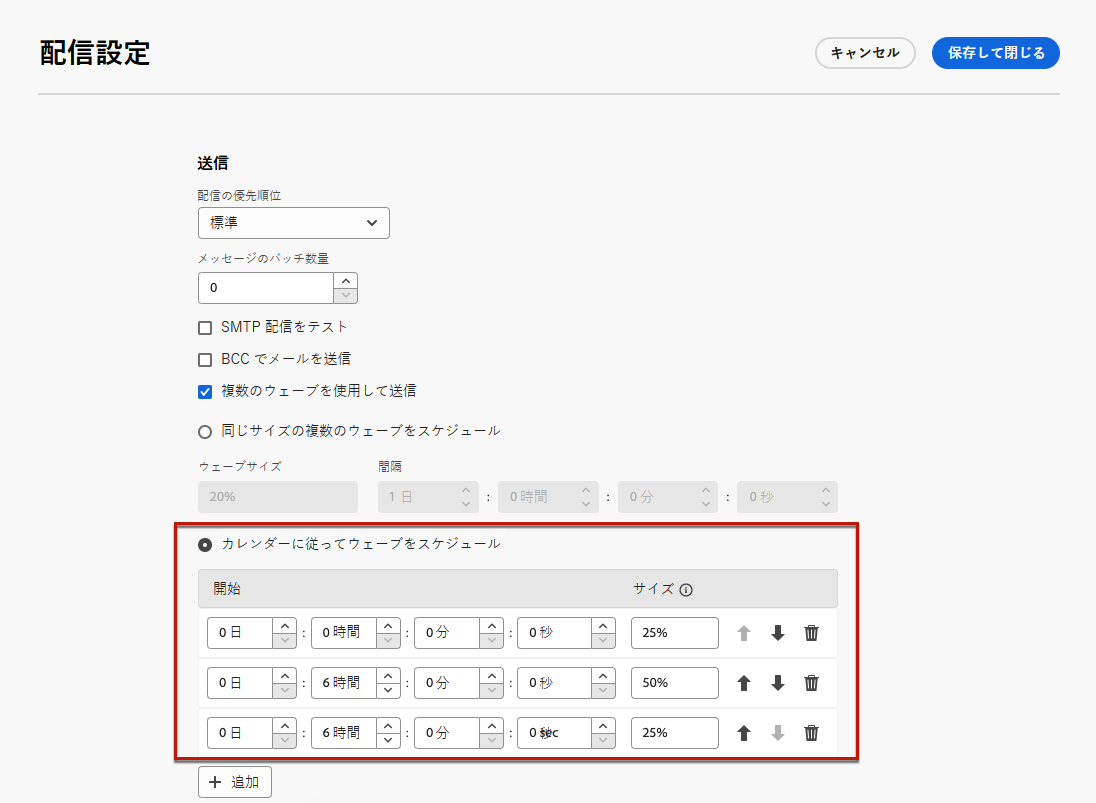 配信設定
キャンセル
保存して閉じる
送信
配信の優先順位
標準
メッセージのバッチ数量
0
SMTP 配信をテスト
BCC でメールを送信
複数のウェーブを使用して送信
同じサイズの複数のウェーブをスケジュール
ウェーブサイズ 間隔
20% 1 日 : 0 時間 : 0 分 : 0 秒
カレンダーに従ってウェーブをスケジュール
開始 サイズ
0 日 : 0 時間 : 0 分 : 0 秒 25%
0 日 : 6 時間 : 0 分 : 0 秒 50%
0 日 : 6 時間 : 0 分 : 0 sec 25%
追加